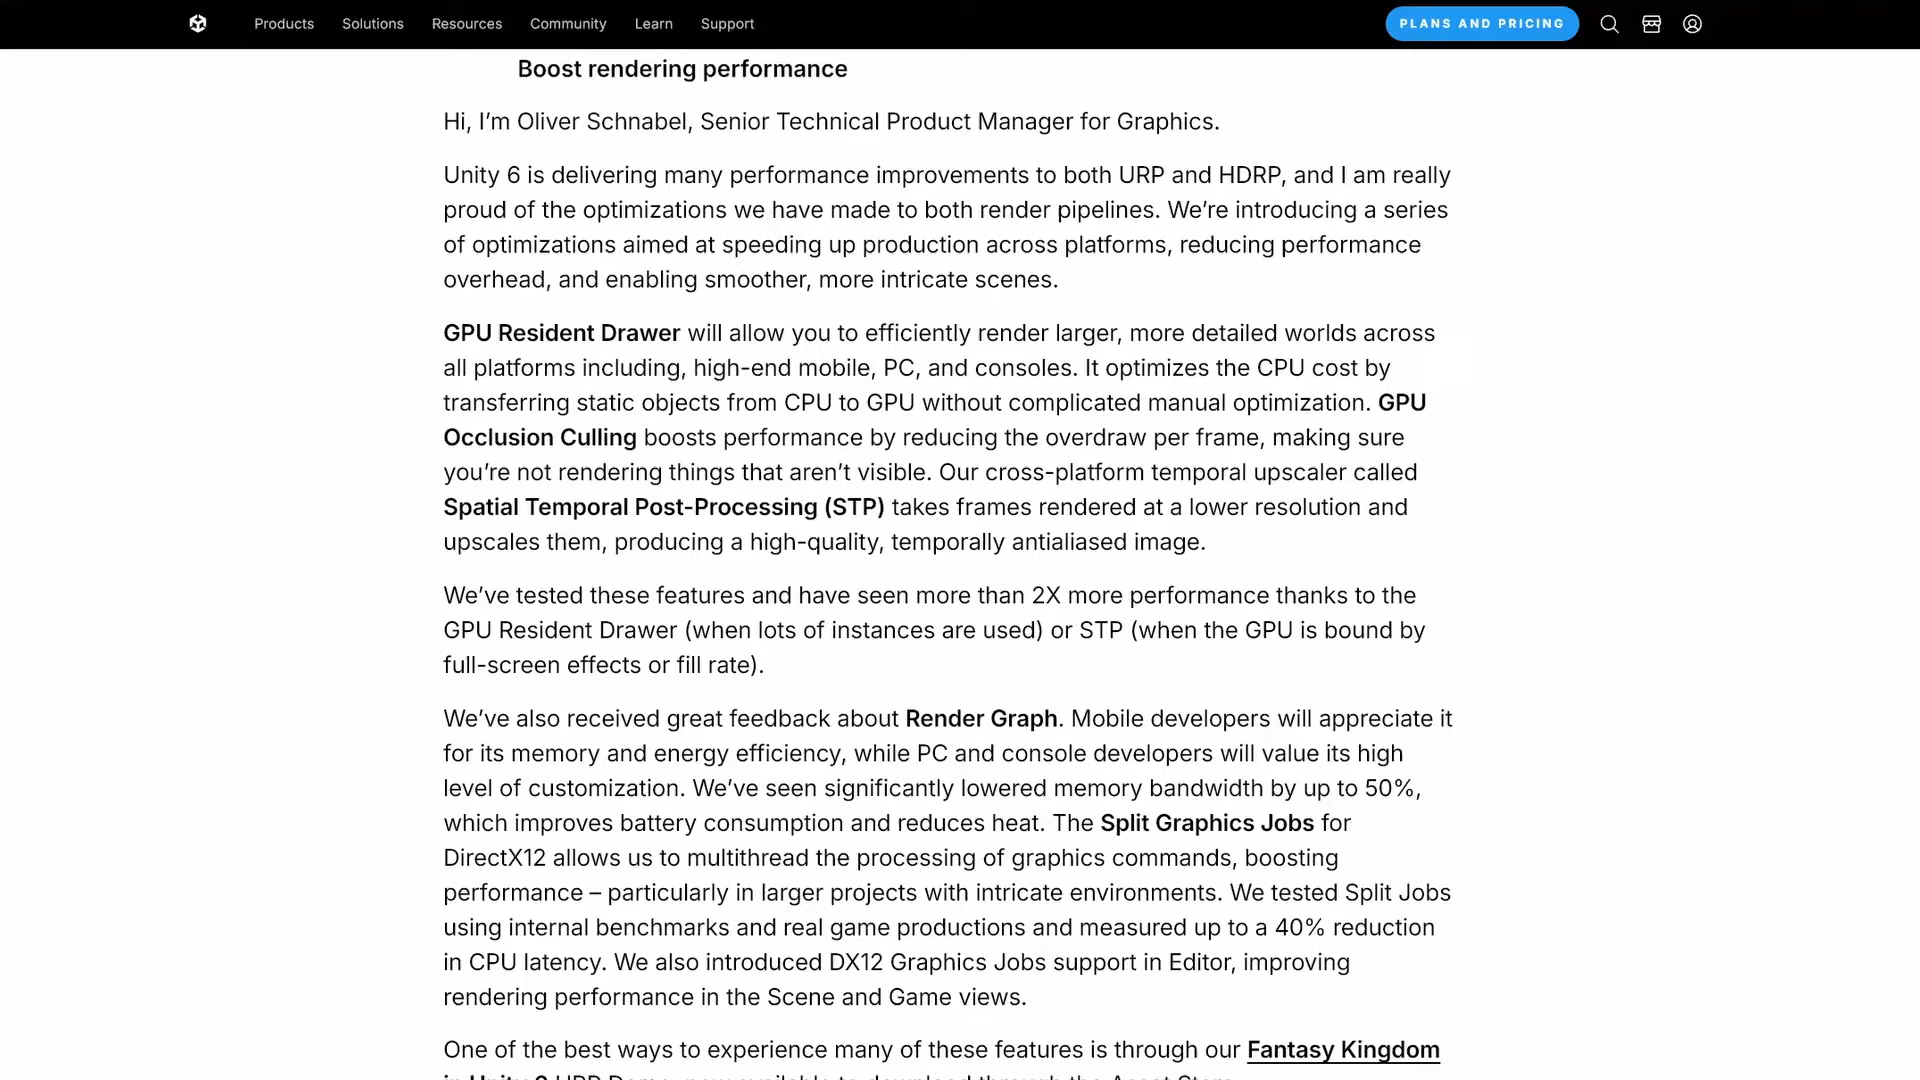 Products Solutions Resources Community Learn Support PLANS AND PRICING
Boost rendering performance
Hi, I’m Oliver Schnabel, Senior Technical Product Manager for Graphics.
Unity 6 is delivering many performance improvements to both URP and HDRP, and I am really
proud of the optimizations we have made to both render pipelines. We’re introducing a series
of optimizations aimed at speeding up production across platforms, reducing performance
overhead, and enabling smoother, more intricate scenes.
GPU Resident Drawer will allow you to efficiently render larger, more detailed worlds across
all platforms including, high-end mobile, PC, and consoles. It optimizes the CPU cost by
transferring static objects from CPU to GPU without complicated manual optimization. GPU
Occlusion Culling boosts performance by reducing the overdraw per frame, making sure
you’re not rendering things that aren’t visible. Our cross-platform temporal upscaler called
Spatial Temporal Post-Processing (STP) takes frames rendered at a lower resolution and
upscales them, producing a high-quality, temporally antialiased image.
We’ve tested these features and have seen more than 2X more performance thanks to the
GPU Resident Drawer (when lots of instances are used) or STP (when the GPU is bound by
full-screen effects or fill rate).
We’ve also received great feedback about Render Graph. Mobile developers will appreciate it
for its memory and energy efficiency, while PC and console developers will value its high
level of customization. We’ve seen significantly lowered memory bandwidth by up to 50%,
which improves battery consumption and reduces heat. The Split Graphics Jobs for
DirectX12 allows us to multithread the processing of graphics commands, boosting
performance – particularly in larger projects with intricate environments. We tested Split Jobs
using internal benchmarks and real game productions and measured up to a 40% reduction
in CPU latency. We also introduced DX12 Graphics Jobs support in Editor, improving
rendering performance in the Scene and Game views.
One of the best ways to experience many of these features is through our Fantasy Kingdom